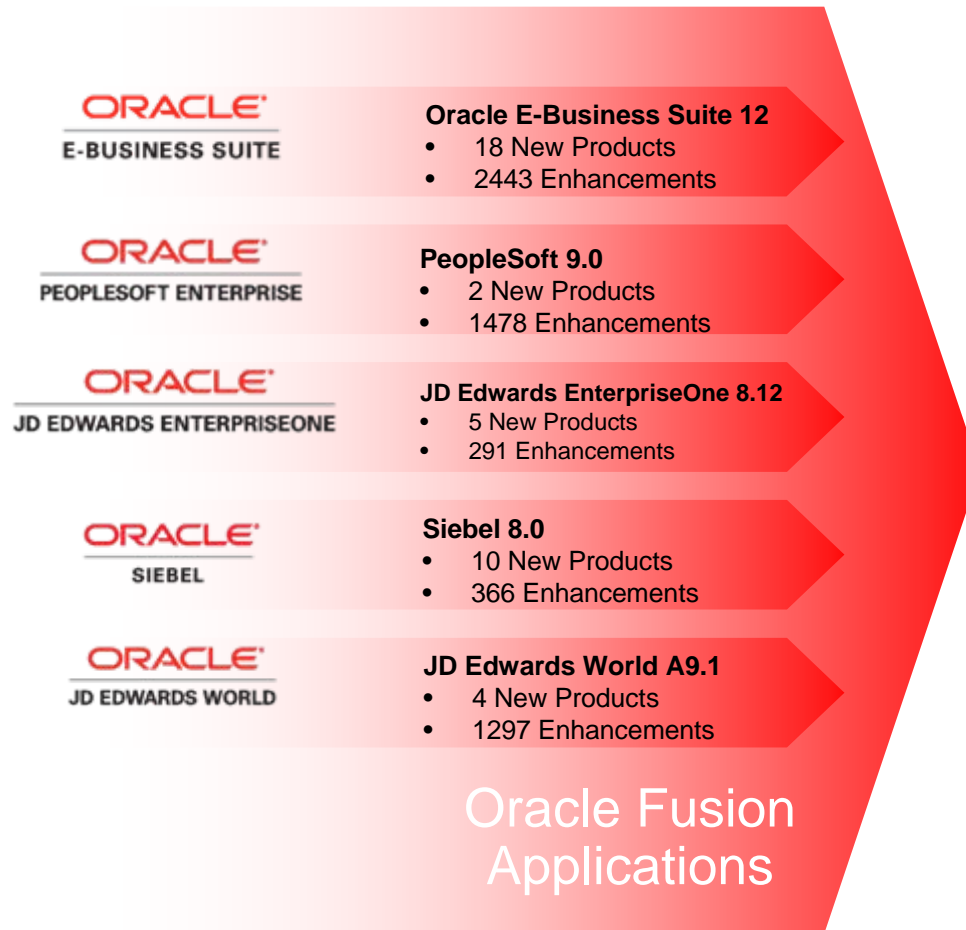 ORACLE
E-BUSINESS SUITE
Oracle E-Business Suite 12
• 18 New Products
• 2443 Enhancements
ORACLE
PEOPLESOFT ENTERPRISE
PeopleSoft 9.0
• 2 New Products
• 1478 Enhancements
ORACLE
JD EDWARDS ENTERPRISEONE
JD Edwards EnterpriseOne 8.12
• 5 New Products
• 291 Enhancements
ORACLE
SIEBEL
Siebel 8.0
• 10 New Products
• 366 Enhancements
ORACLE
JD EDWARDS WORLD
JD Edwards World A9.1
• 4 New Products
• 1297 Enhancements
Oracle Fusion
Applications